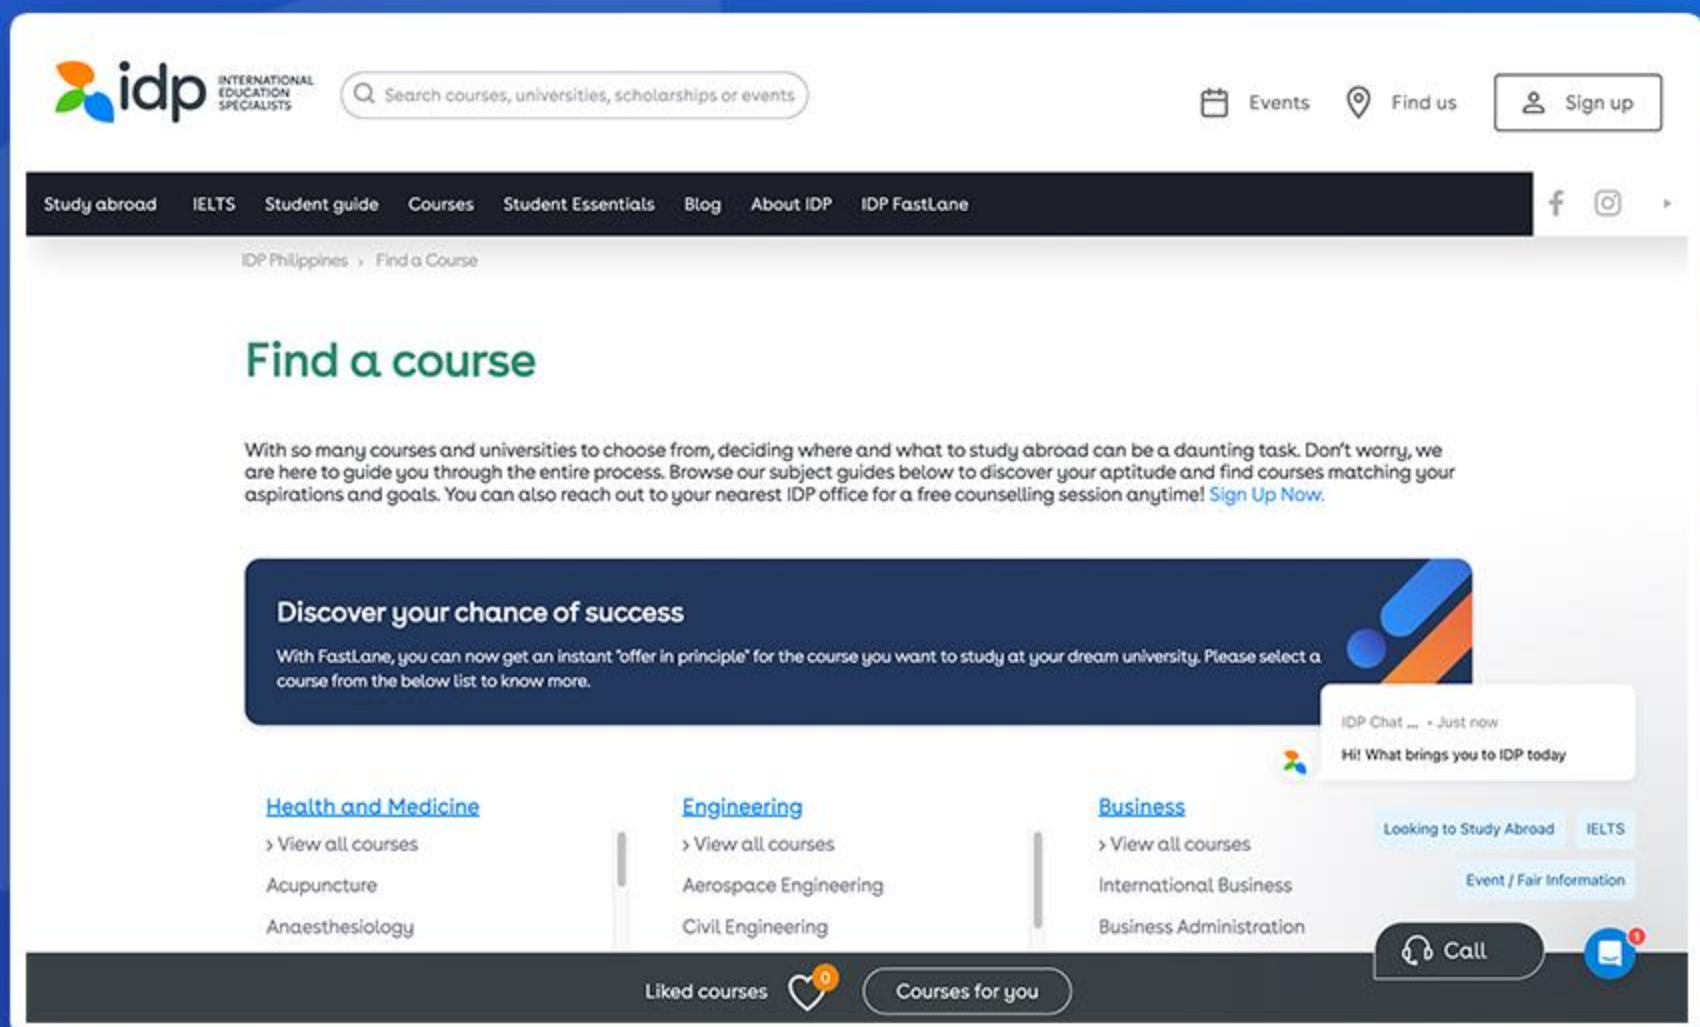 idp INTERNATIONAL
EDUCATION
SPECIALISTS
Search courses, universities, scholarships or events
Events
Find us
Sign up
Study abroad IELTS Student guide Courses Student Essentials Blog About IDP IDP FastLane
IDP Philippines › Find a Course
Find a course
With so many courses and universities to choose from, deciding where and what to study abroad can be a daunting task. Don't worry, we
are here to guide you through the entire process. Browse our subject guides below to discover your aptitude and find courses matching your
aspirations and goals. You can also reach out to your nearest IDP office for a free counselling session anytime! Sign Up Now.
Discover your chance of success
With FastLane, you can now get an instant "offer in principle" for the course you want to study at your dream university. Please select a
course from the below list to know more.
IDP Chat ... • Just now
Hi! What brings you to IDP today
Looking to Study Abroad
IELTS
Event / Fair Information
Health and Medicine
› View all courses
Acupuncture
Anaesthesiology
Engineering
› View all courses
Aerospace Engineering
Civil Engineering
Business
› View all courses
International Business
Business Administration
Call
1
Liked courses
0
Courses for you